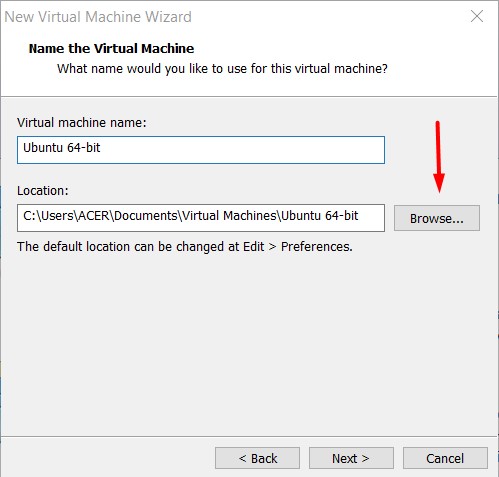 New Virtual Machine Wizard
Name the Virtual Machine
What name would you like to use for this virtual machine?
Virtual machine name:
Ubuntu 64-bit
Location:
C:\Users\ACER\Documents\Virtual Machines\Ubuntu 64-bit
Browse...
The default location can be changed at Edit > Preferences.
< Back
Next >
Cancel